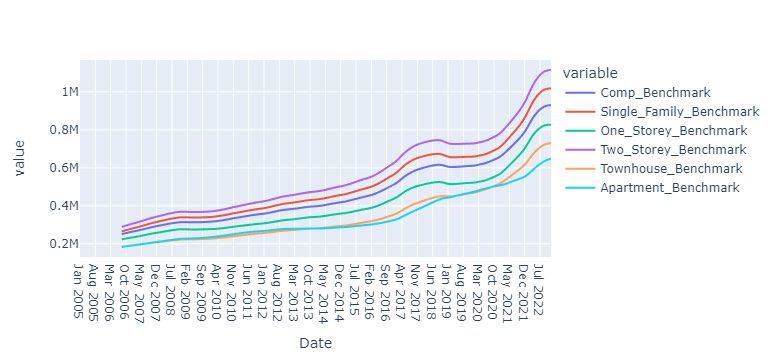 variable
Comp_Benchmark
Single_Family_Benchmark
One_Storey_Benchmark
Two_Storey_Benchmark
Townhouse_Benchmark
Apartment_Benchmark
value
1M
0.8M
0.6M
0.4M
0.2M
Jan 2005
Aug 2005
Mar 2006
Oct 2006
May 2007
Dec 2007
Jul 2008
Feb 2009
Sep 2009
Apr 2010
Nov 2010
Jun 2011
Jan 2012
Aug 2012
Mar 2013
Oct 2013
May 2014
Dec 2014
Jul 2015
Feb 2016
Sep 2016
Apr 2017
Nov 2017
Jun 2018
Jan 2019
Aug 2019
Mar 2020
Oct 2020
May 2021
Dec 2021
Jul 2022
Date